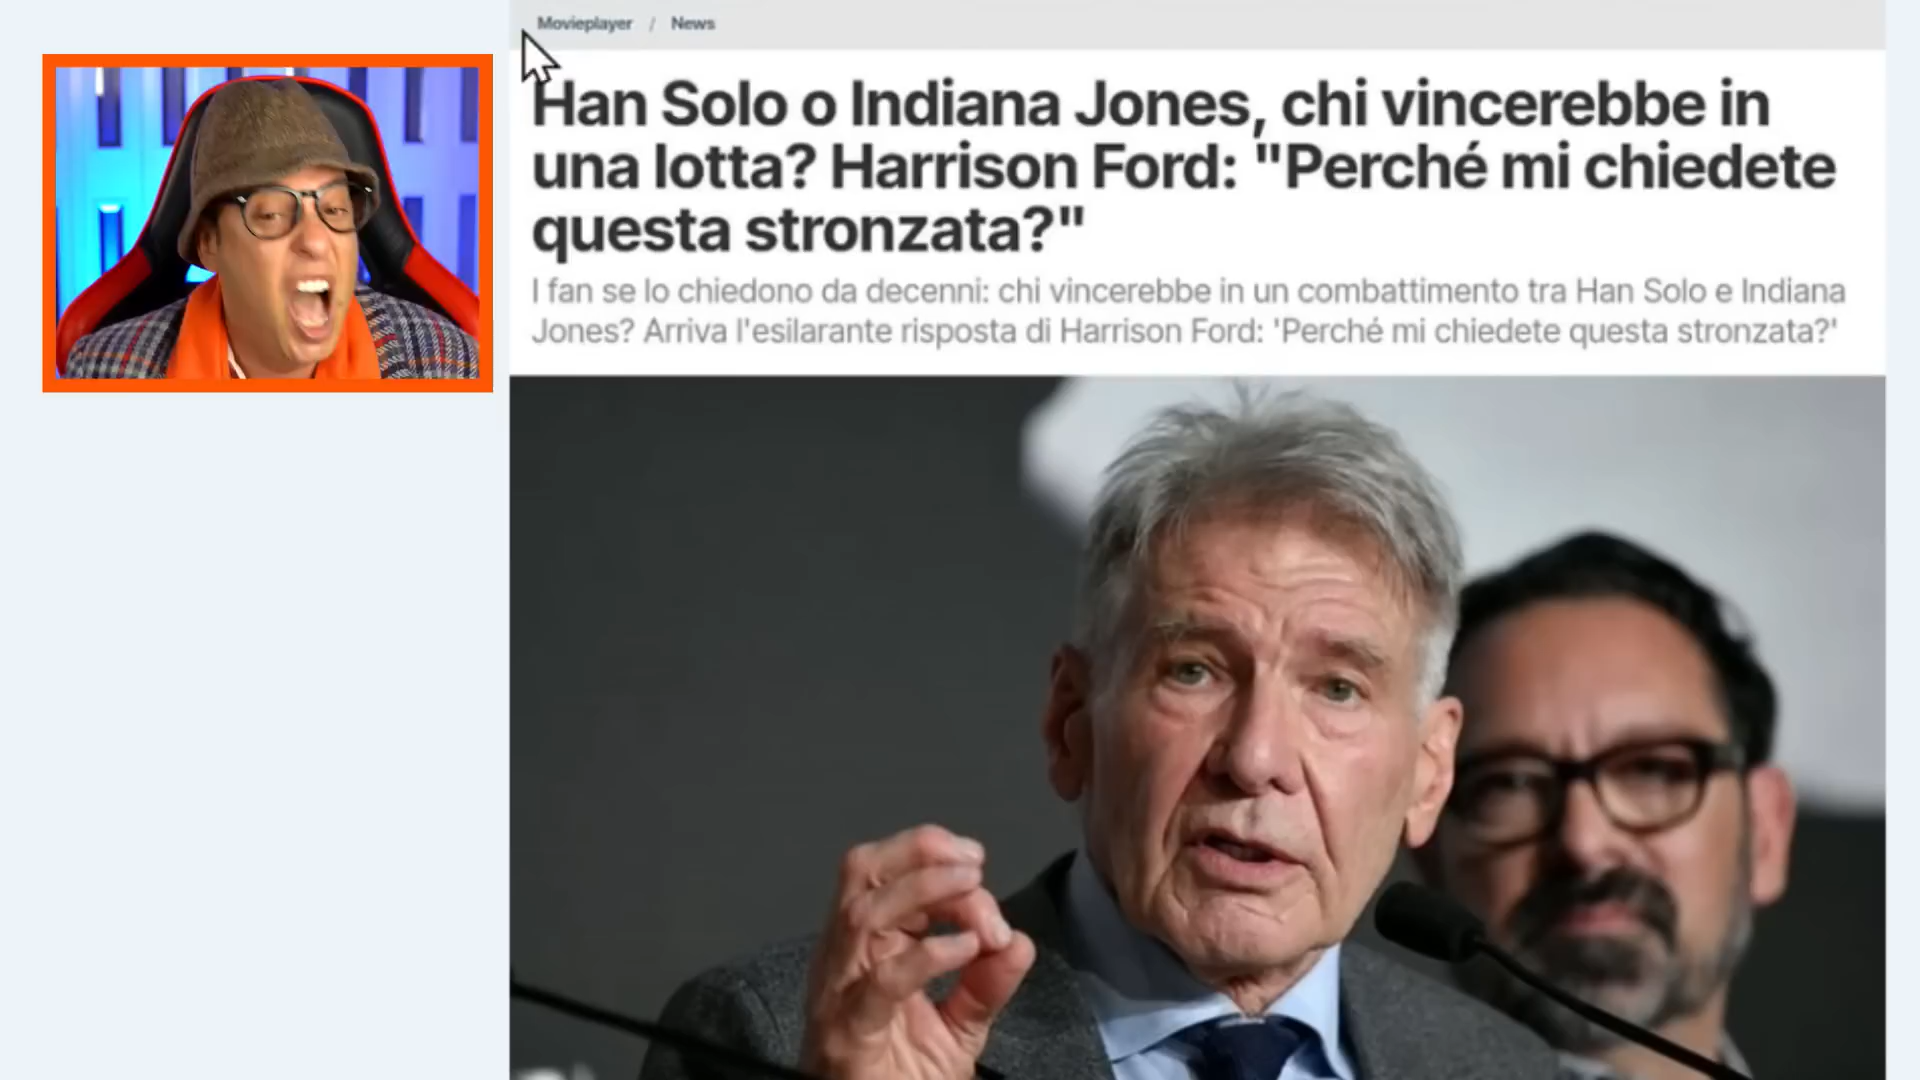 Movieplayer / News
Han Solo o Indiana Jones, chi vincerebbe in
una lotta? Harrison Ford: "Perché mi chiedete
questa stronzata?"
I fan se lo chiedono da decenni: chi vincerebbe in un combattimento tra Han Solo e Indiana
Jones? Arriva l'esilarante risposta di Harrison Ford: 'Perché mi chiedete questa stronzata?'